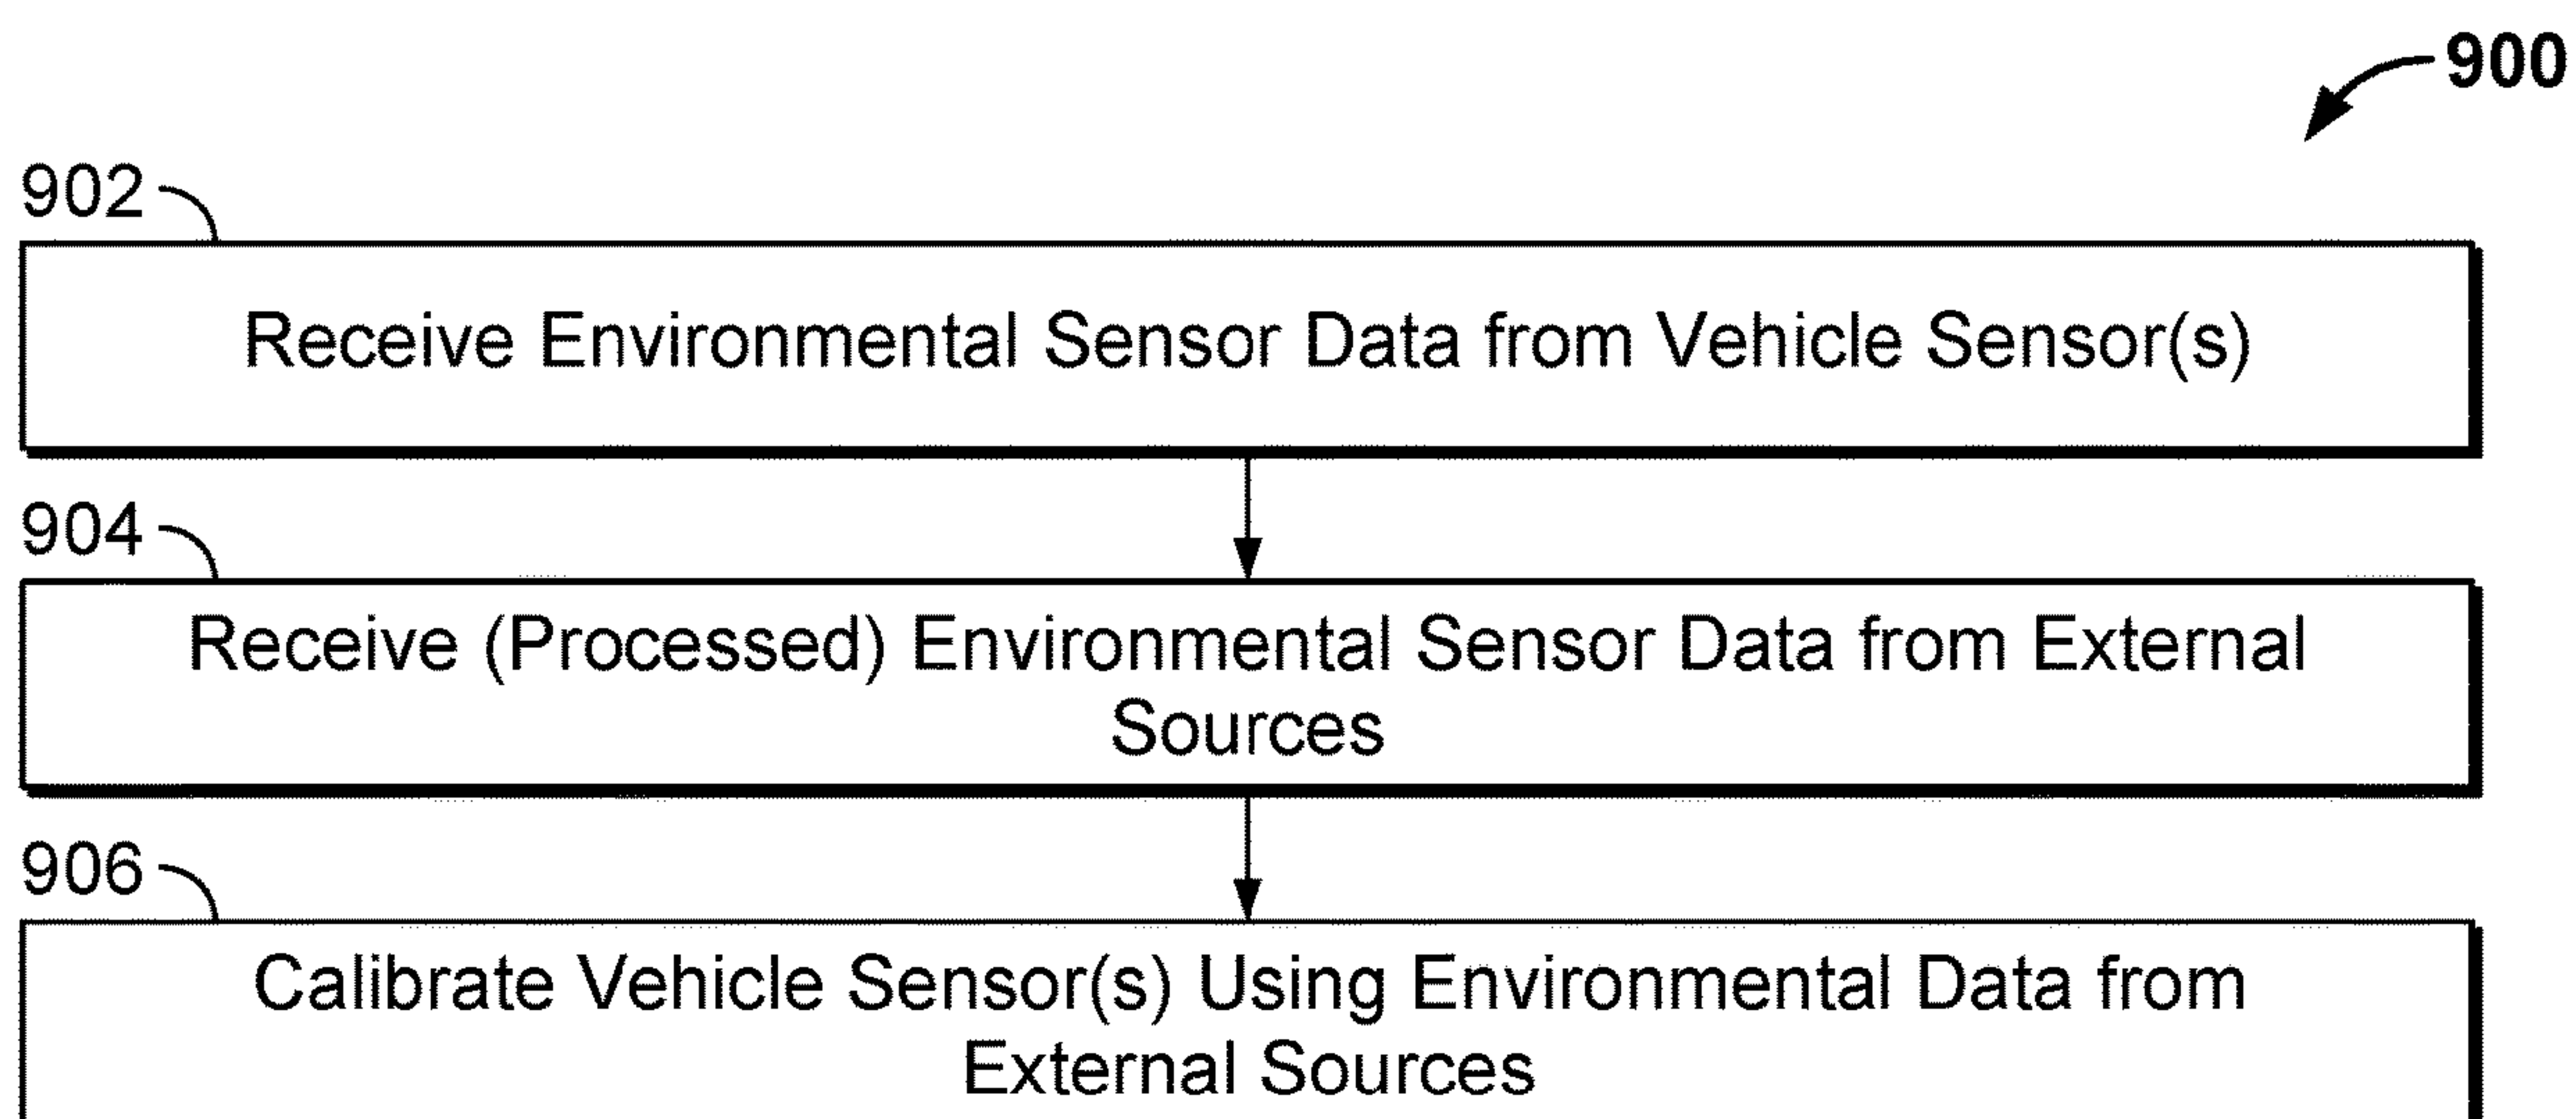 900
902
Receive Environmental Sensor Data from Vehicle Sensor(s)
904
Receive (Processed) Environmental Sensor Data from External
Sources
906
Calibrate Vehicle Sensor(s) Using Environmental Data from
External Sources